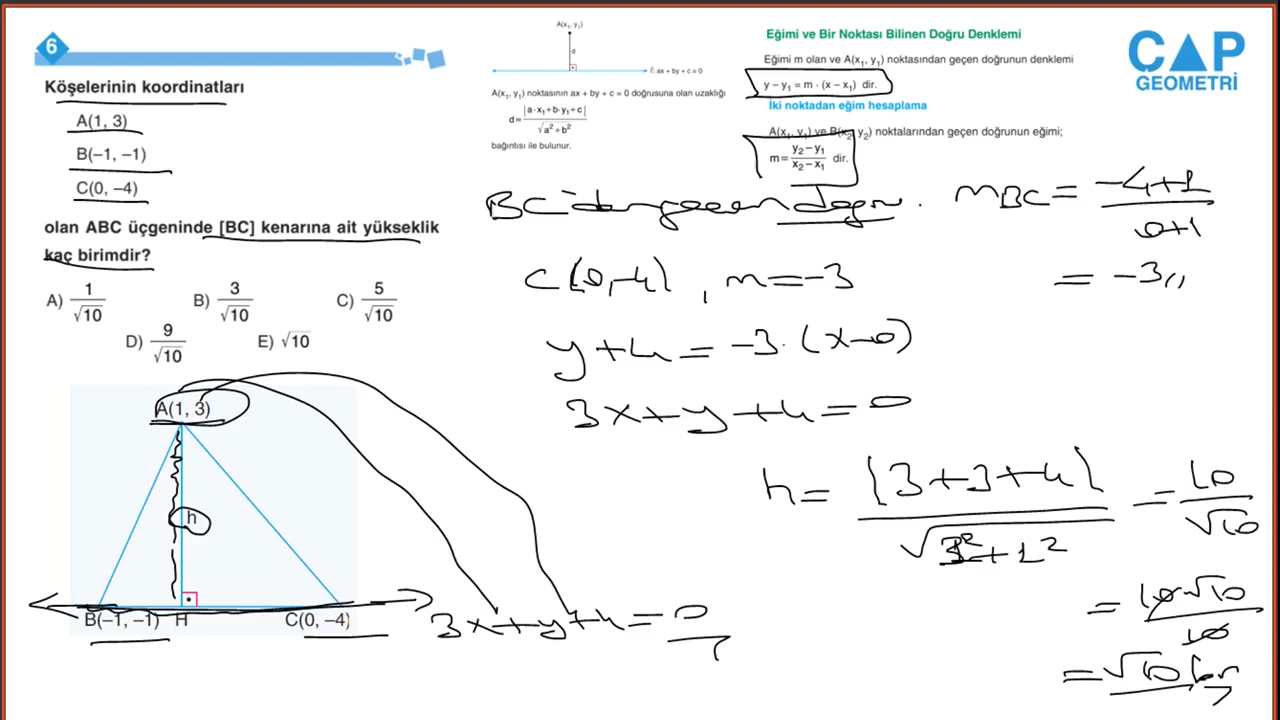 6
Köşelerinin koordinatları
A(1, 3)
B(–1, –1)
C(0, –4)
olan ABC üçgeninde [BC] kenarına ait yükseklik
kaç birimdir?
A) 1/√10 B) 3/√10 C) 5/√10
D) 9/√10 E) √10
A(1, 3)
h
B(–1, –1) H C(0, –4)
3x+y+4=0
A(x₁, y₁)
d
ℓ: ax + by + c = 0
A(x₁, y₁) noktasının ax + by + c = 0 doğrusuna olan uzaklığı
d= |a·x₁+b·y₁+c| / √a²+b²
bağıntısı ile bulunur.
Eğimi ve Bir Noktası Bilinen Doğru Denklemi
Eğimi m olan ve A(x₁, y₁) noktasından geçen doğrunun denklemi
y – y₁ = m · (x – x₁) dir.
İki noktadan eğim hesaplama
A(x₁, y₁) ve B(x₂, y₂) noktalarından geçen doğrunun eğimi;
m= y₂–y₁ / x₂–x₁ dir.
CAP
GEOMETRİ
BC'den geçen doğru.
mBC = –4+1 / 0+1
= –3
C(0,–4), m=–3
y+4=–3·(x–0)
3x+y+4=0
h= |3+3+4| / √3²+1² = 10/√10
= 10√10 / 10
= √10 br